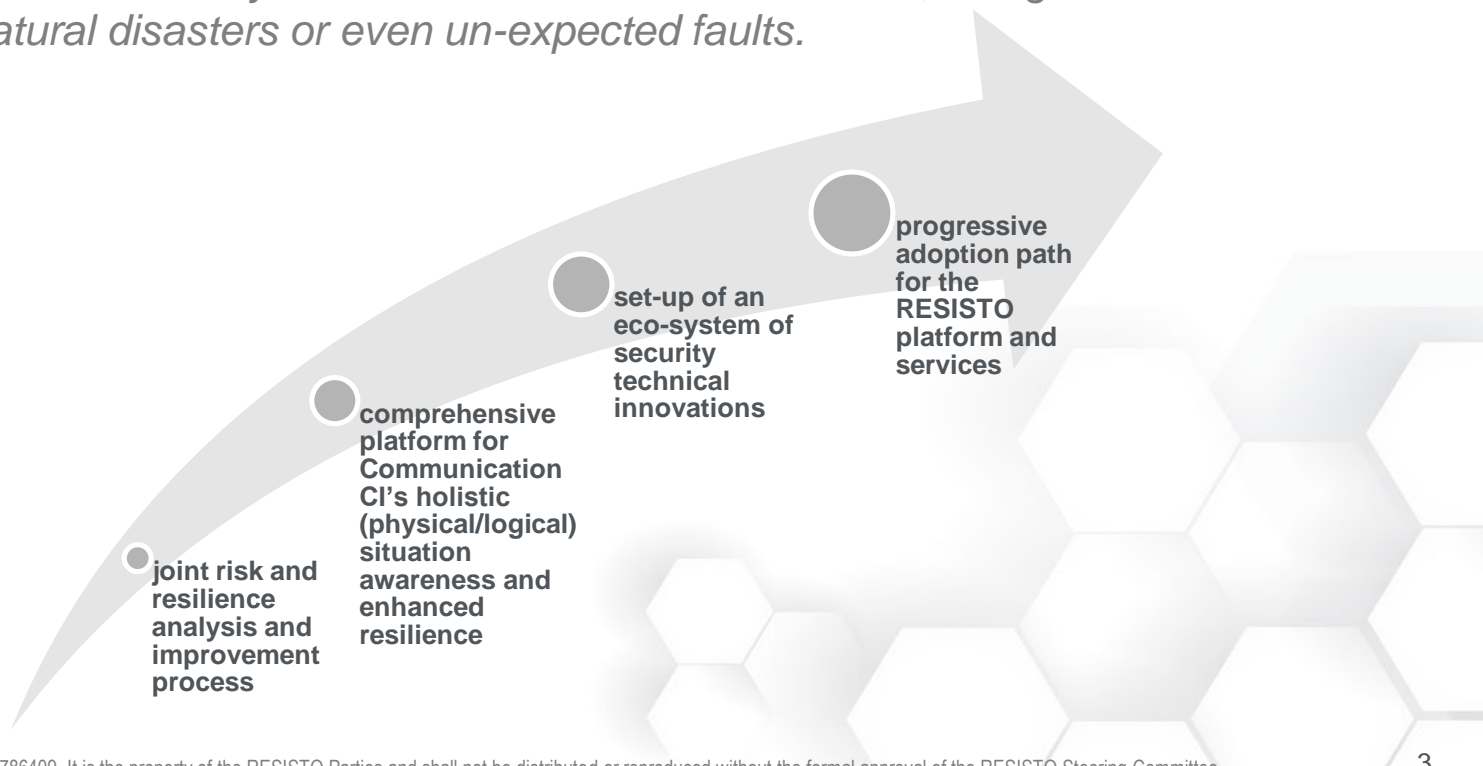 natural disasters or even un-expected faults.
progressive
adoption path
for the
RESISTO
platform and
services
set-up of an
eco-system of
security
technical
innovations
comprehensive
platform for
Communication
CI's holistic
(physical/logical)
situation
awareness and
enhanced
resilience
joint risk and
resilience
analysis and
improvement
process
786409. It is the property of the RESISTO Parties and shall not be distributed or reproduced without the formal approval of the RESISTO Steering Committee
3